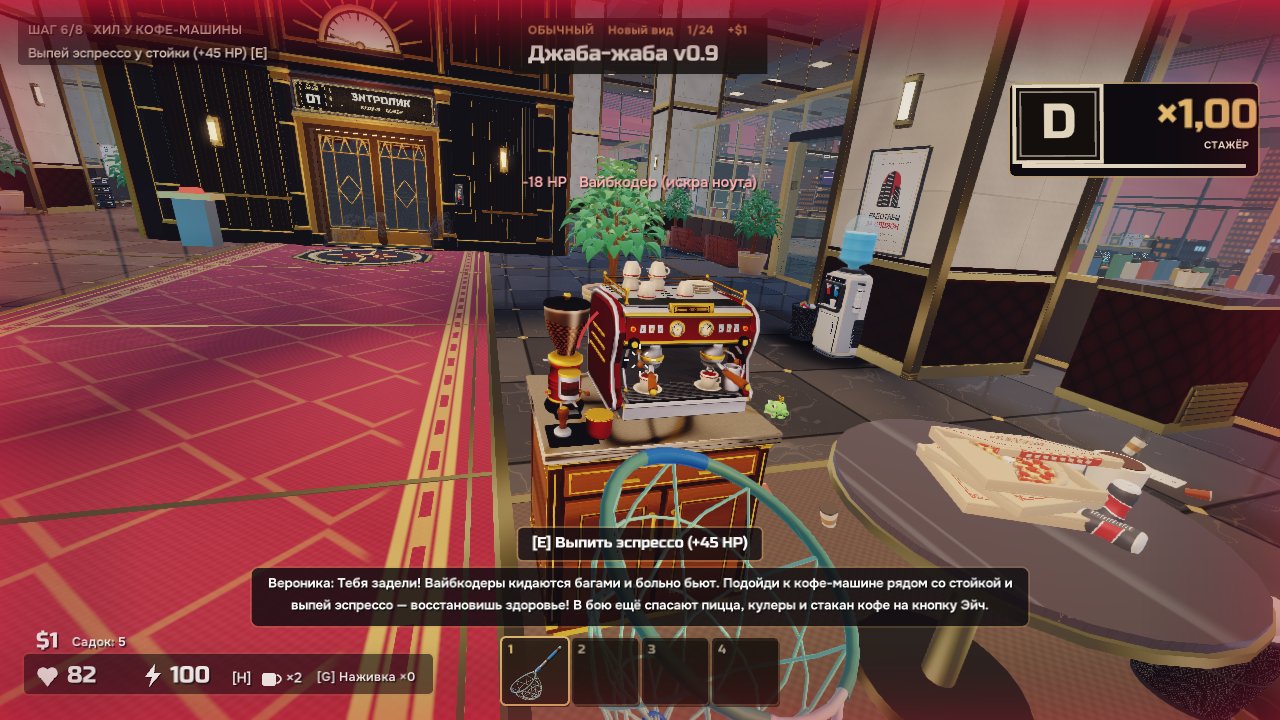 ШАГ 6/8 ХИЛ У КОФЕ-МАШИНЫ
Выпей эспрессо у стойки (+45 HP) [E]
ОБЫЧНЫЙ Новый вид 1/24 +$1
Джаба-жаба v0.9
D
×1,00
СТАЖЁР
01
ЭНТРОПИК
-18 HP Вайбкодер (искра ноута)
РАБОТАЕМ
[E] Выпить эспрессо (+45 HP)
Вероника: Тебя задели! Вайбкодеры кидаются багами и больно бьют. Подойди к кофе-машине рядом со стойкой и
выпей эспрессо — восстановишь здоровье! В бою ещё спасают пицца, кулеры и стакан кофе на кнопку Эйч.
$1 Садок: 5
82 100 [H] ×2 [G] Наживка ×0
1 2 3 4